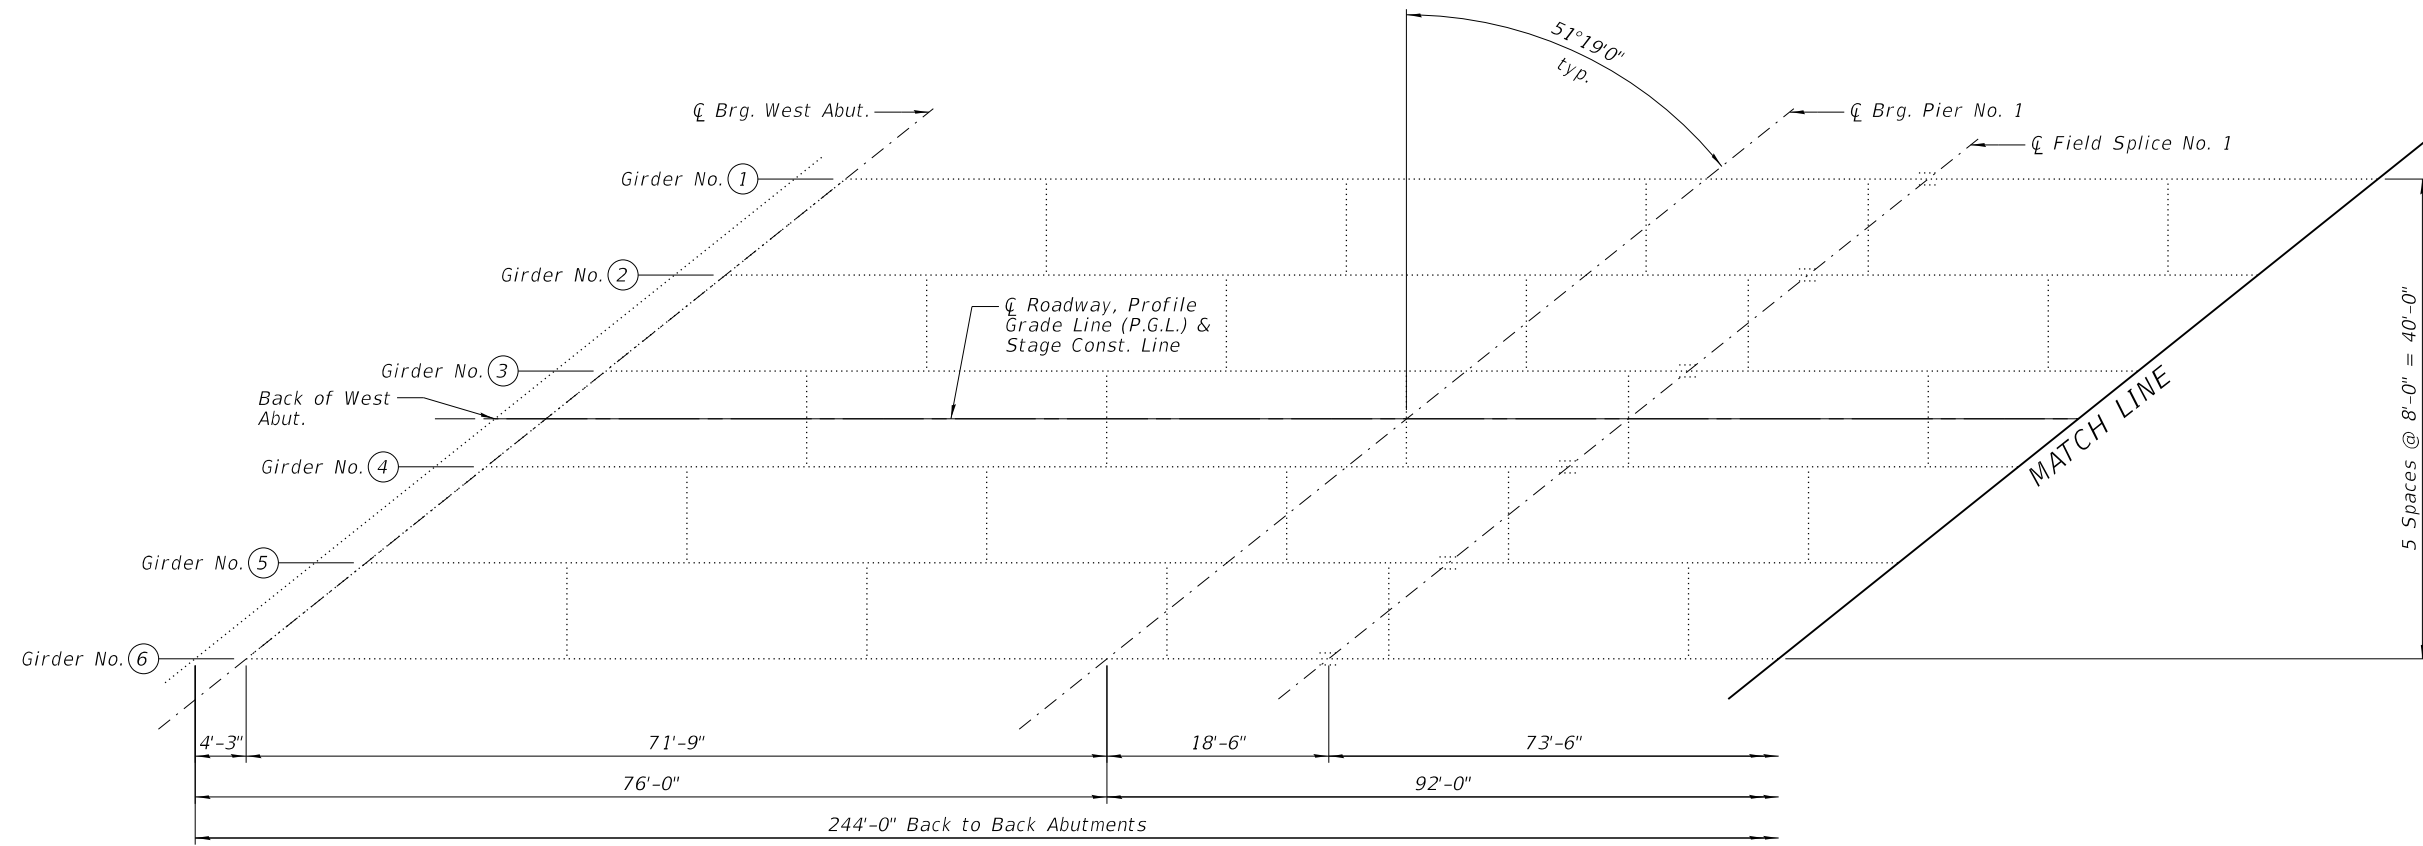 51°19'0"
typ.
℄ Brg. West Abut.
℄ Brg. Pier No. 1
℄ Field Splice No. 1
Girder No. 1
Girder No. 2
℄ Roadway, Profile
Grade Line (P.G.L.) &
Stage Const. Line
Girder No. 3
Back of West
Abut.
MATCH LINE
5 Spaces @ 8'-0" = 40'-0"
Girder No. 4
Girder No. 5
Girder No. 6
4'-3"
71'-9"
18'-6"
73'-6"
76'-0"
92'-0"
244'-0" Back to Back Abutments